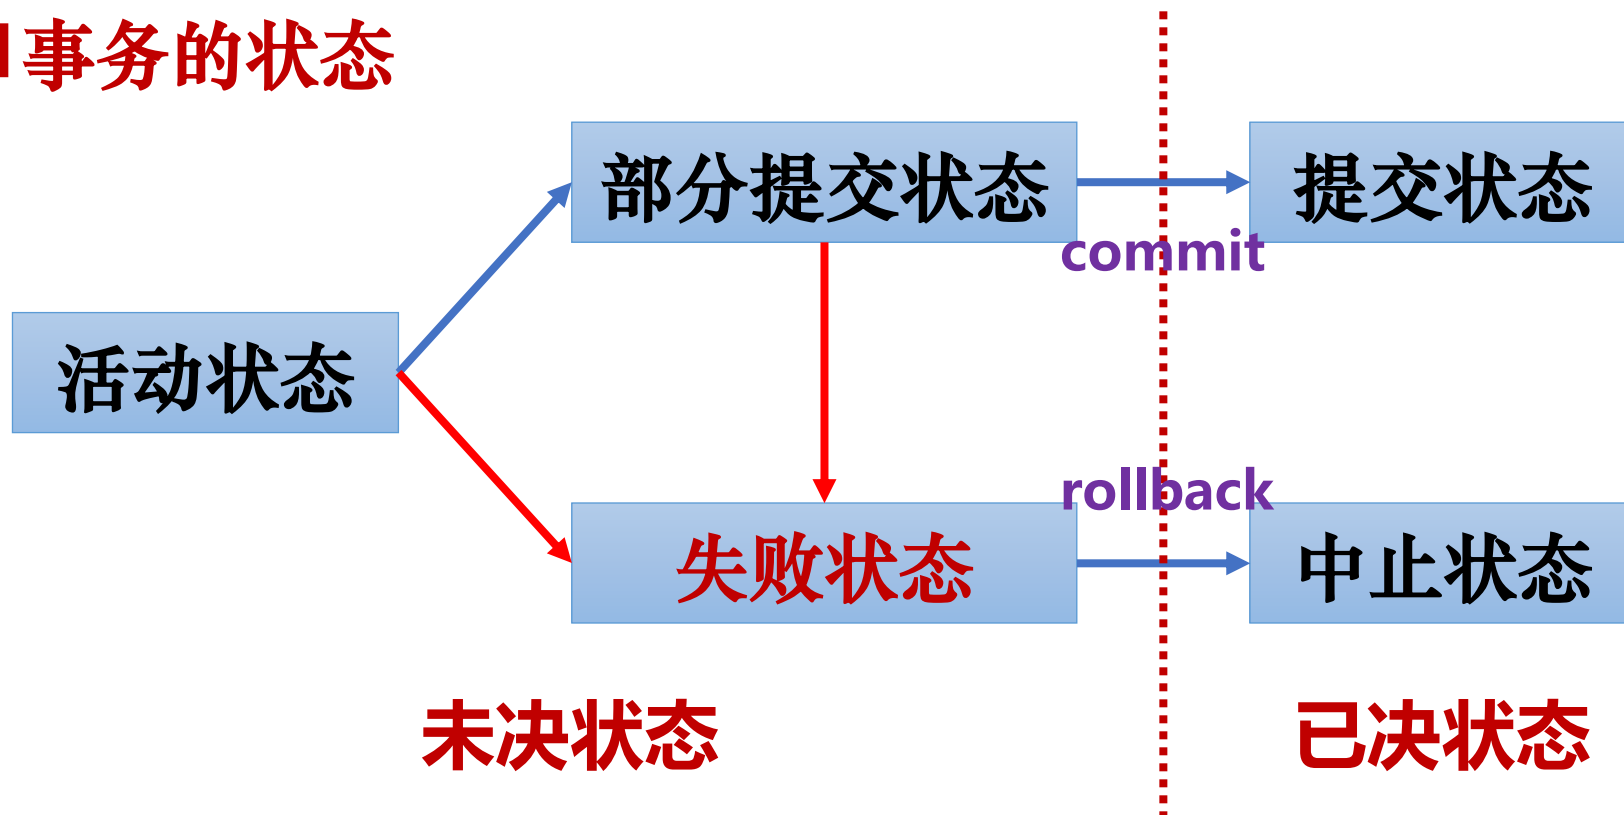 事务的状态
部分提交状态
提交状态
commit
活动状态
rollback
失败状态
中止状态
未决状态
已决状态